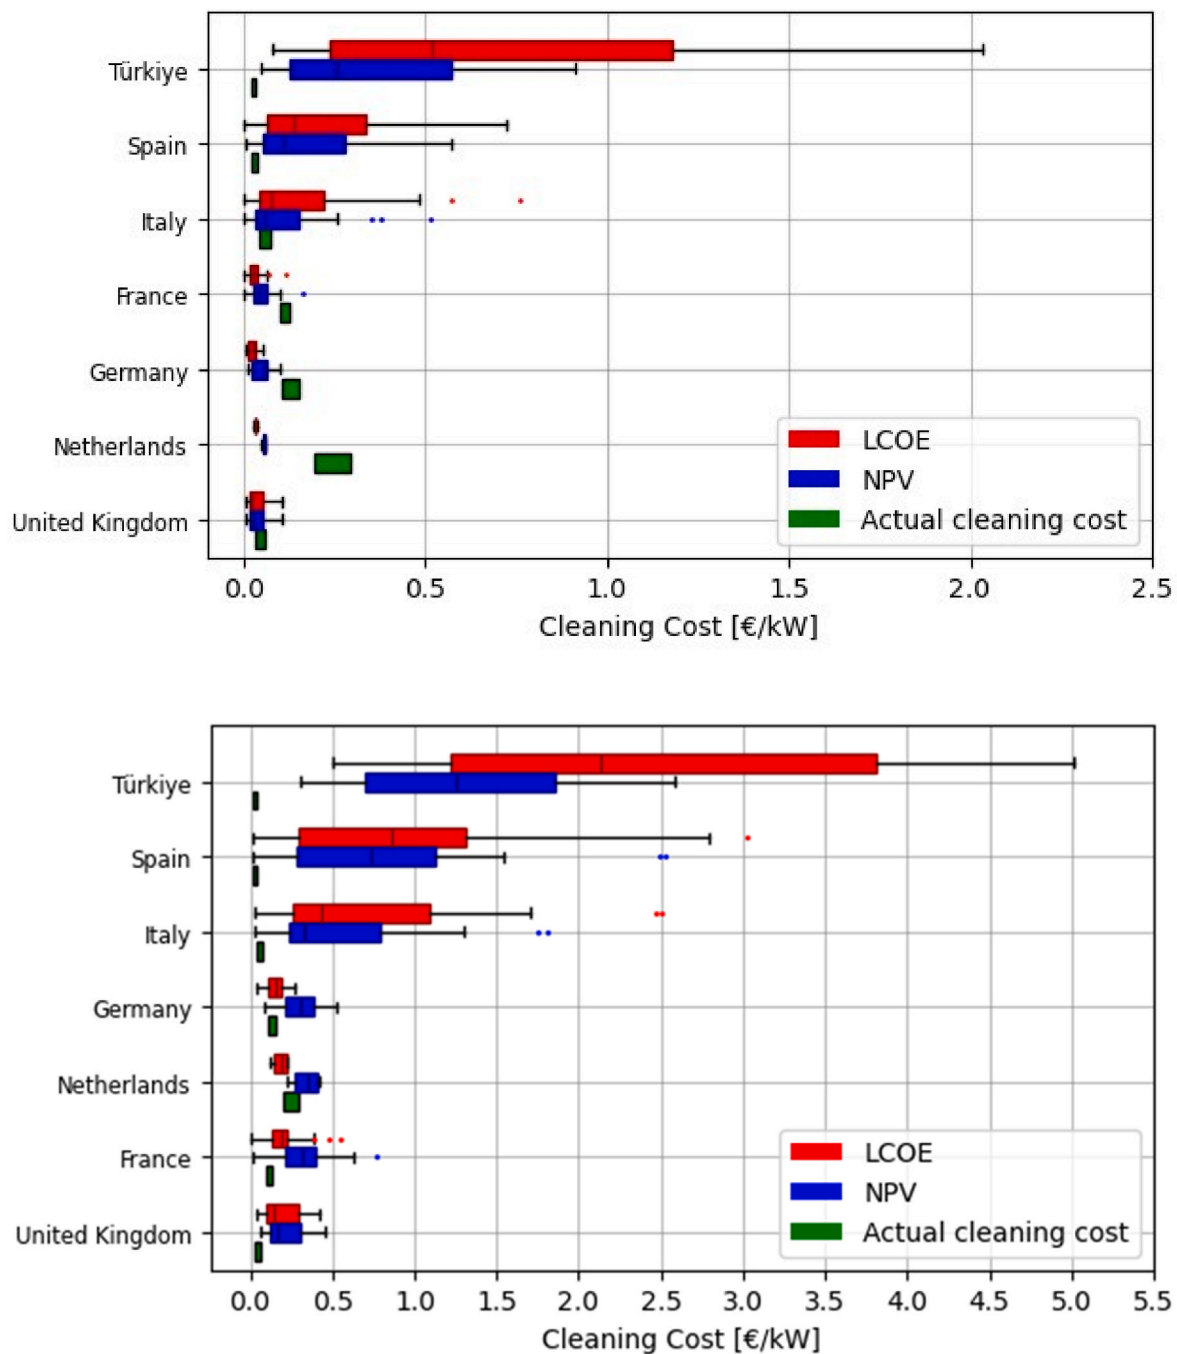 Türkiye
Spain
Italy
France
Germany
Netherlands
United Kingdom
LCOE
NPV
Actual cleaning cost
0.0 0.5 1.0 1.5 2.0 2.5
Cleaning Cost [€/kW]
Türkiye
Spain
Italy
Germany
Netherlands
France
United Kingdom
LCOE
NPV
Actual cleaning cost
0.0 0.5 1.0 1.5 2.0 2.5 3.0 3.5 4.0 4.5 5.0 5.5
Cleaning Cost [€/kW]